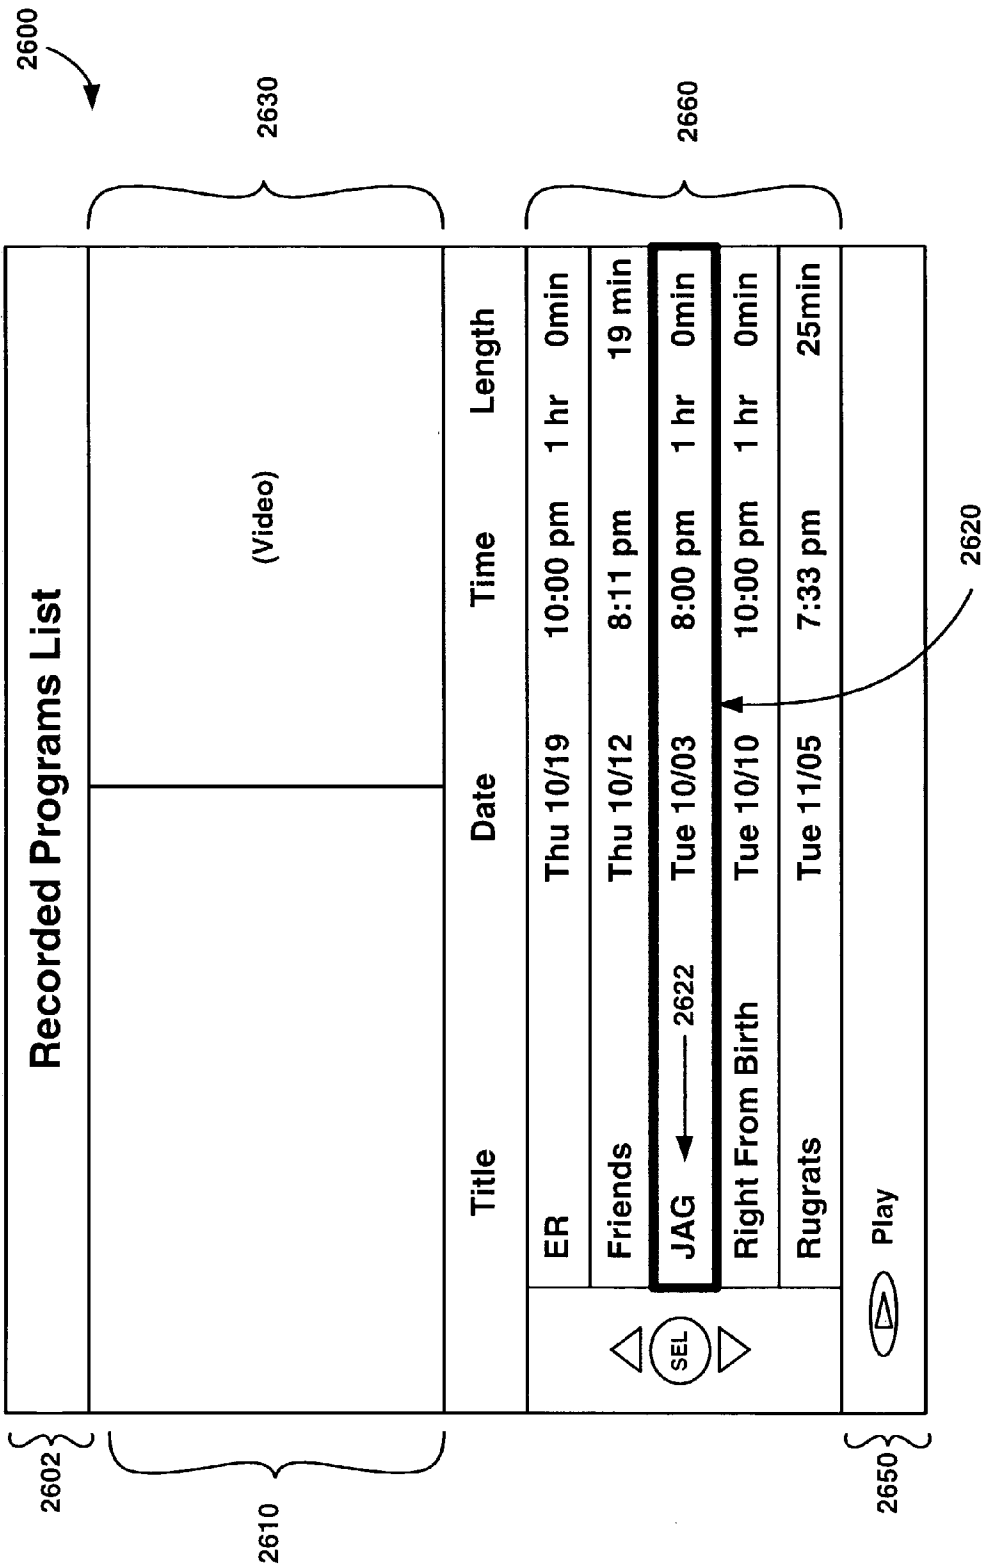 2600
Recorded Programs List
2602
2610
(Video)
2630
Title Date Time Length
ER Thu 10/19 10:00 pm 1 hr 0min
Friends Thu 10/12 8:11 pm 19 min
SEL
JAG 2622 Tue 10/03 8:00 pm 1 hr 0min
Right From Birth Tue 10/10 10:00 pm 1 hr 0min
Rugrats Tue 11/05 7:33 pm 25min
2660
Play
2650
2620